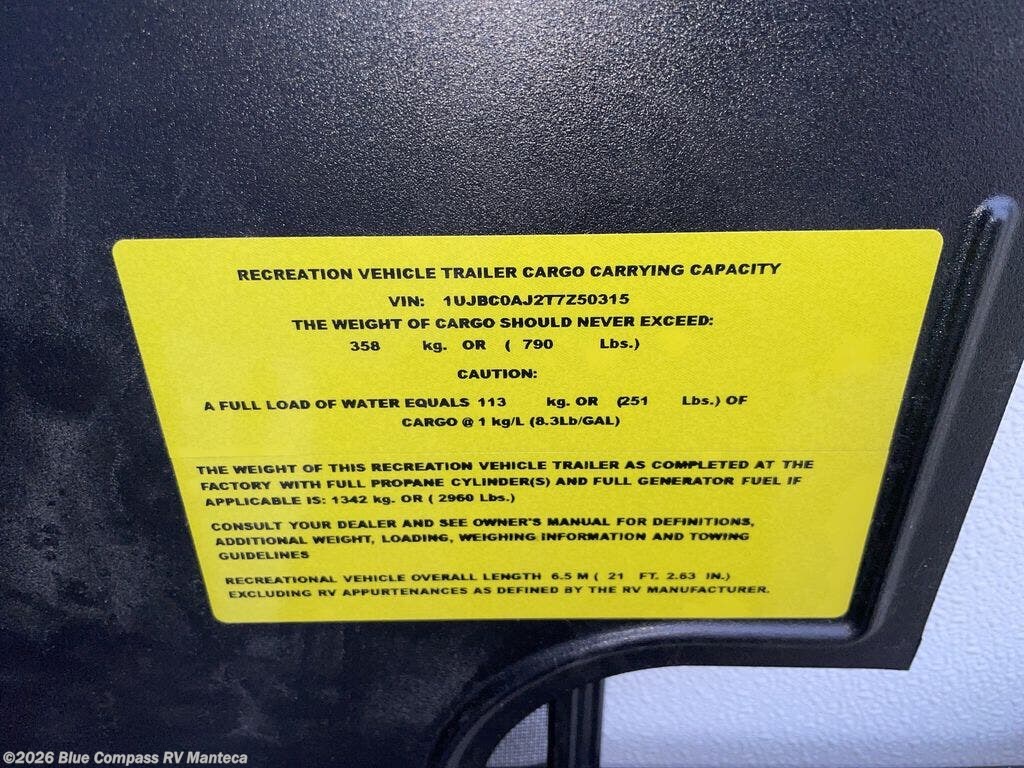 RECREATION VEHICLE TRAILER CARGO CARRYING CAPACITY
VIN: 1UJBC0AJ2T7Z50315
THE WEIGHT OF CARGO SHOULD NEVER EXCEED:
358 kg. OR ( 790 Lbs.)
CAUTION:
A FULL LOAD OF WATER EQUALS 113 kg. OR (251 Lbs.) OF
CARGO @ 1 kg/L (8.3Lb/GAL)
THE WEIGHT OF THIS RECREATION VEHICLE TRAILER AS COMPLETED AT THE
FACTORY WITH FULL PROPANE CYLINDER(S) AND FULL GENERATOR FUEL IF
APPLICABLE IS: 1342 kg. OR ( 2960 Lbs.)
CONSULT YOUR DEALER AND SEE OWNER'S MANUAL FOR DEFINITIONS,
ADDITIONAL WEIGHT, LOADING, WEIGHING INFORMATION AND TOWING
GUIDELINES
RECREATIONAL VEHICLE OVERALL LENGTH 6.5 M ( 21 FT. 2.63 IN.)
EXCLUDING RV APPURTENANCES AS DEFINED BY THE RV MANUFACTURER.
©2026 Blue Compass RV Manteca